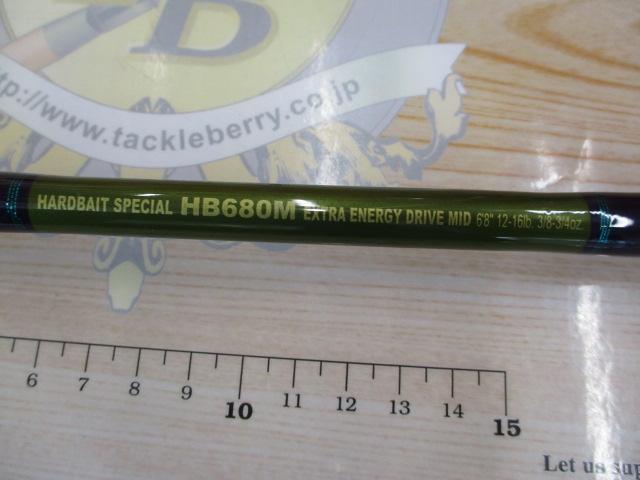 B
http://www.tackleberry.co.jp
HARDBAIT SPECIAL HB680M EXTRA ENERGY DRIVE MID 6'8" 12-16lb. 3/8-3/4oz.
6 7 8 9 10 11 12 13 14 15
Let us sup